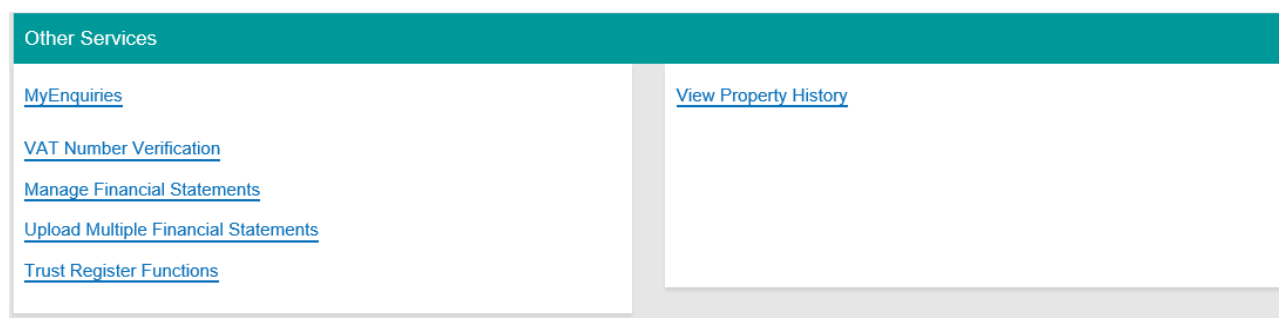 Other Services
MyEnquiries
VAT Number Verification
Manage Financial Statements
Upload Multiple Financial Statements
Trust Register Functions
View Property History